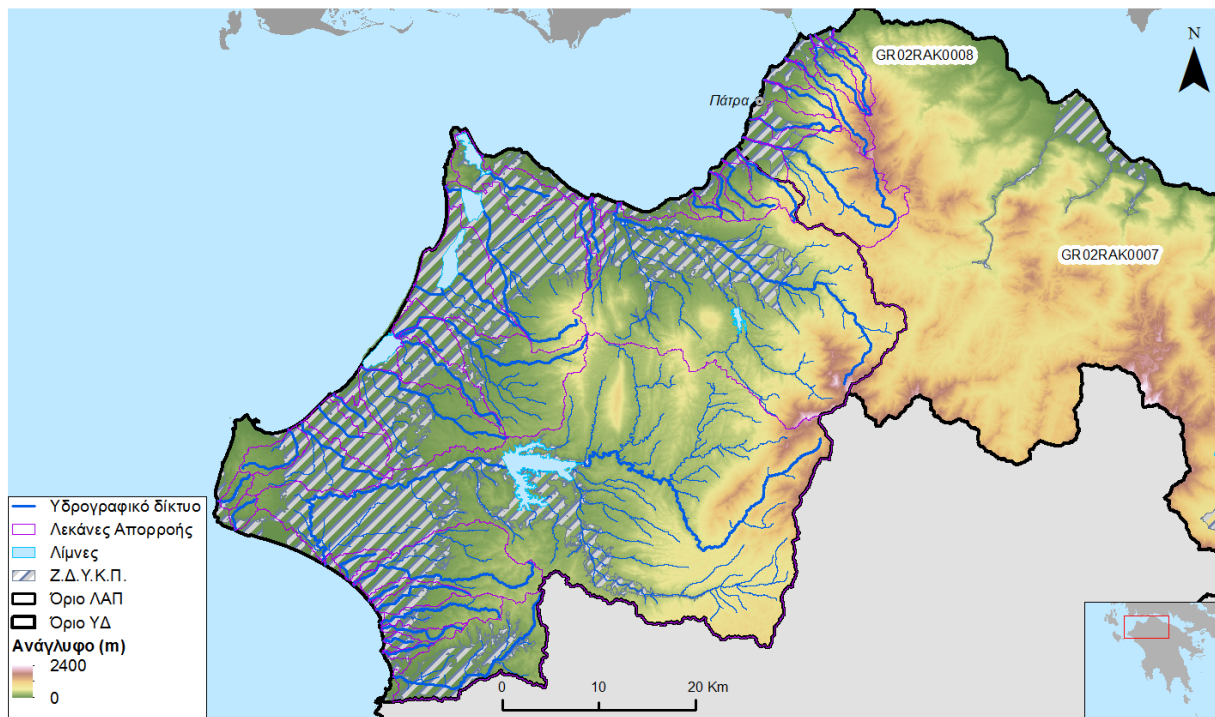 N
GR02RAK0008
Πάτρα
GR02RAK0007
Υδρογραφικό δίκτυο
Λεκάνες Απορροής
Λίμνες
Ζ.Δ.Υ.Κ.Π.
Όριο ΛΑΠ
Όριο ΥΔ
Ανάγλυφο (m)
2400
0
0 10 20 Km